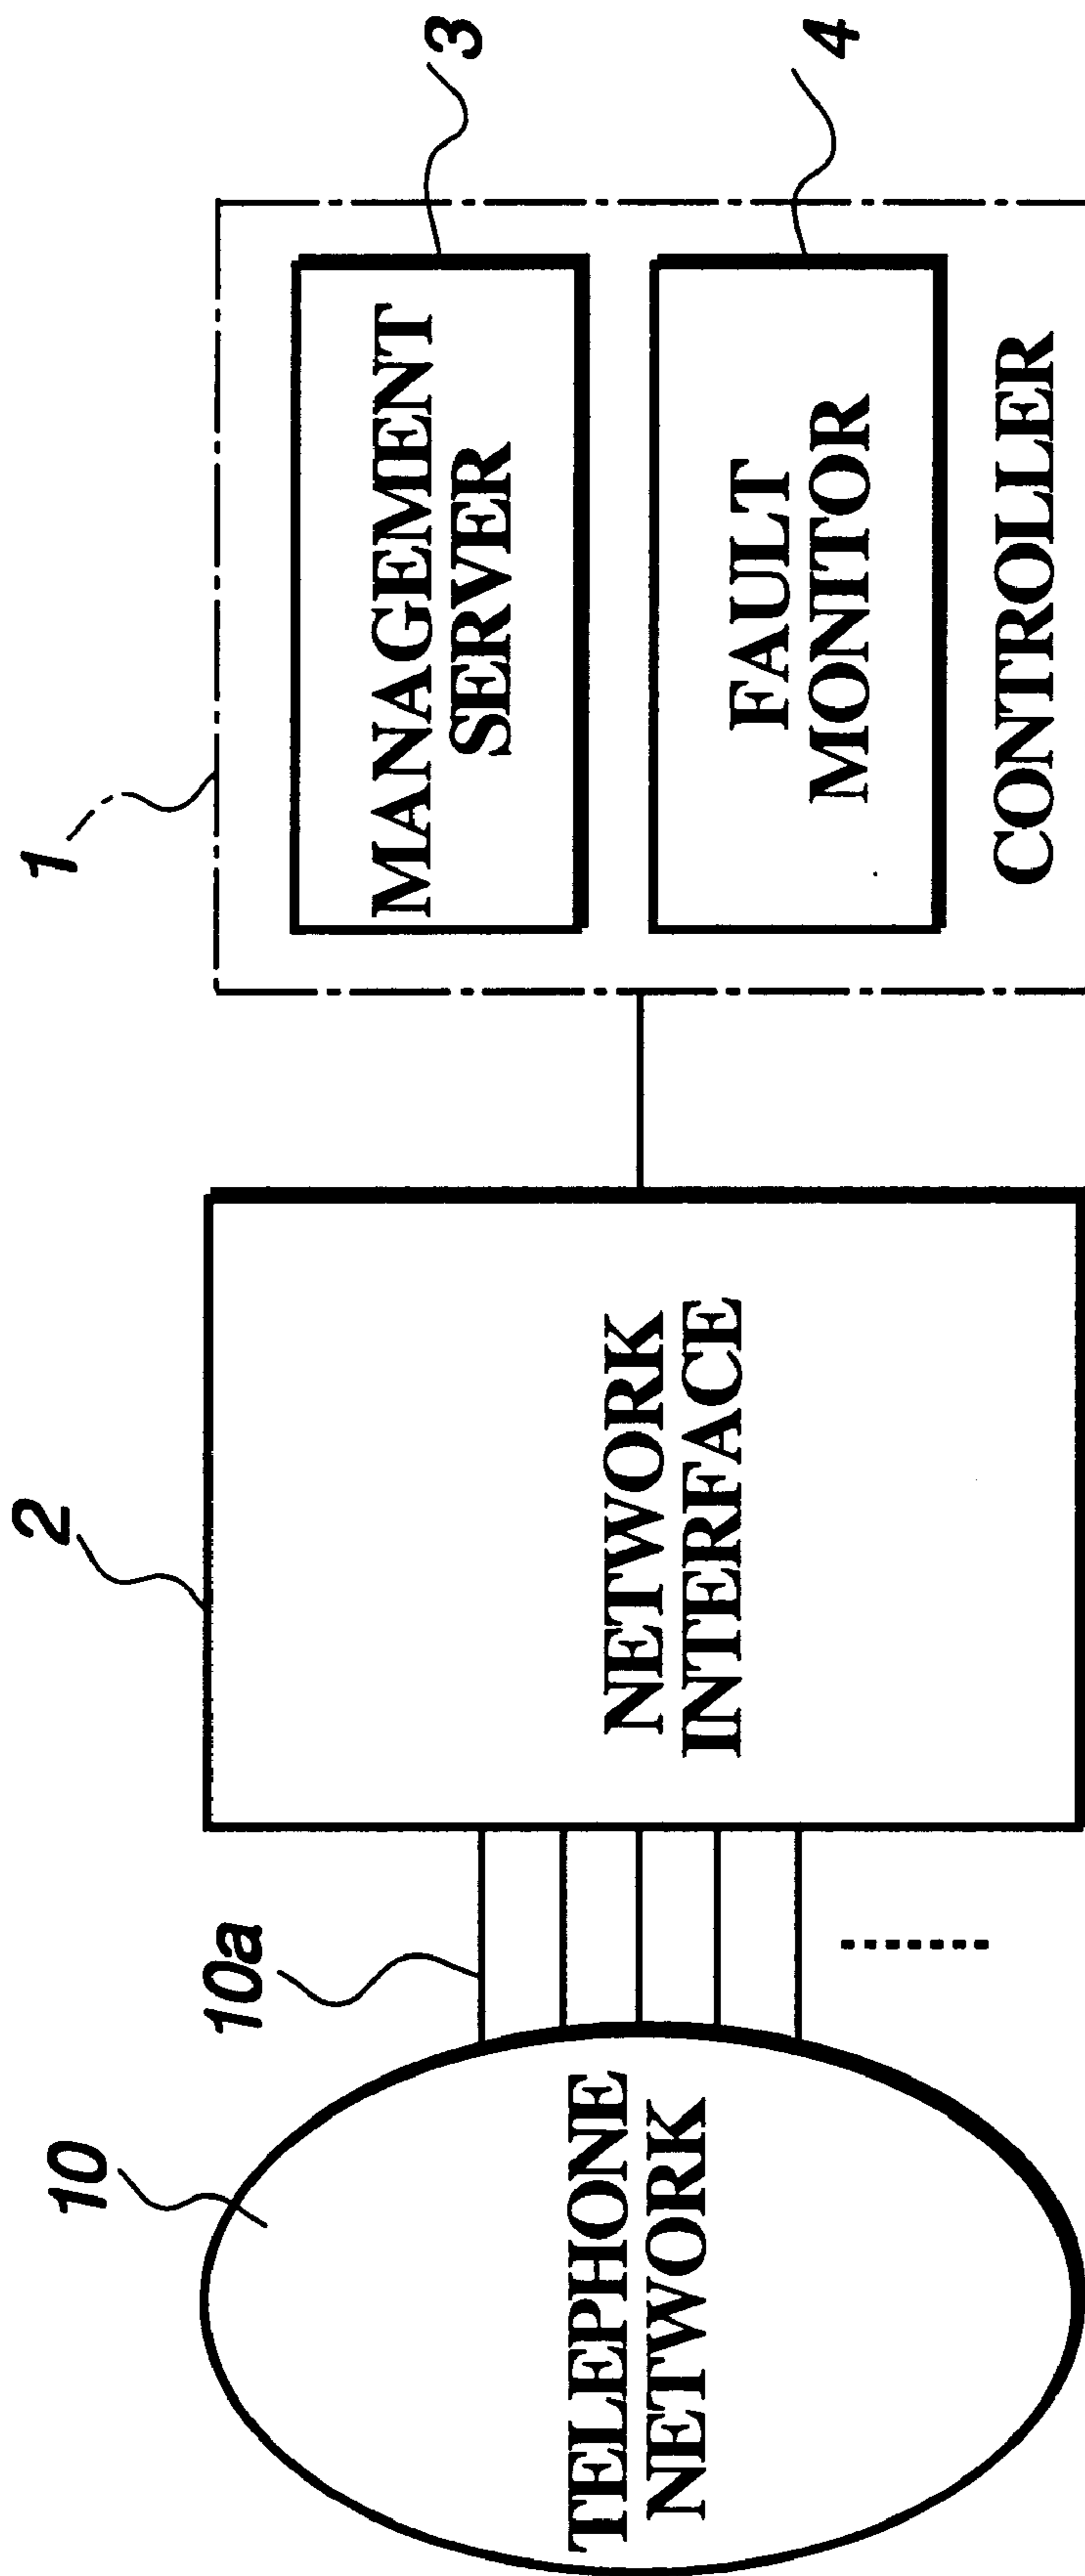 10
TELEPHONE
NETWORK
10a
2
NETWORK
INTERFACE
1
MANAGEMENT
SERVER
3
FAULT
MONITOR
4
CONTROLLER